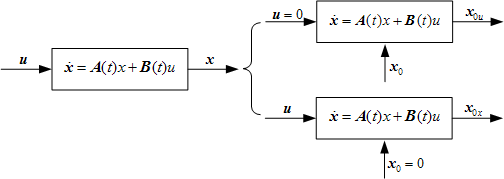 u
ẋ = A(t)x + B(t)u
x
u = 0
ẋ = A(t)x + B(t)u
x₀ᵤ
x₀
u
ẋ = A(t)x + B(t)u
x₀ₓ
x₀ = 0